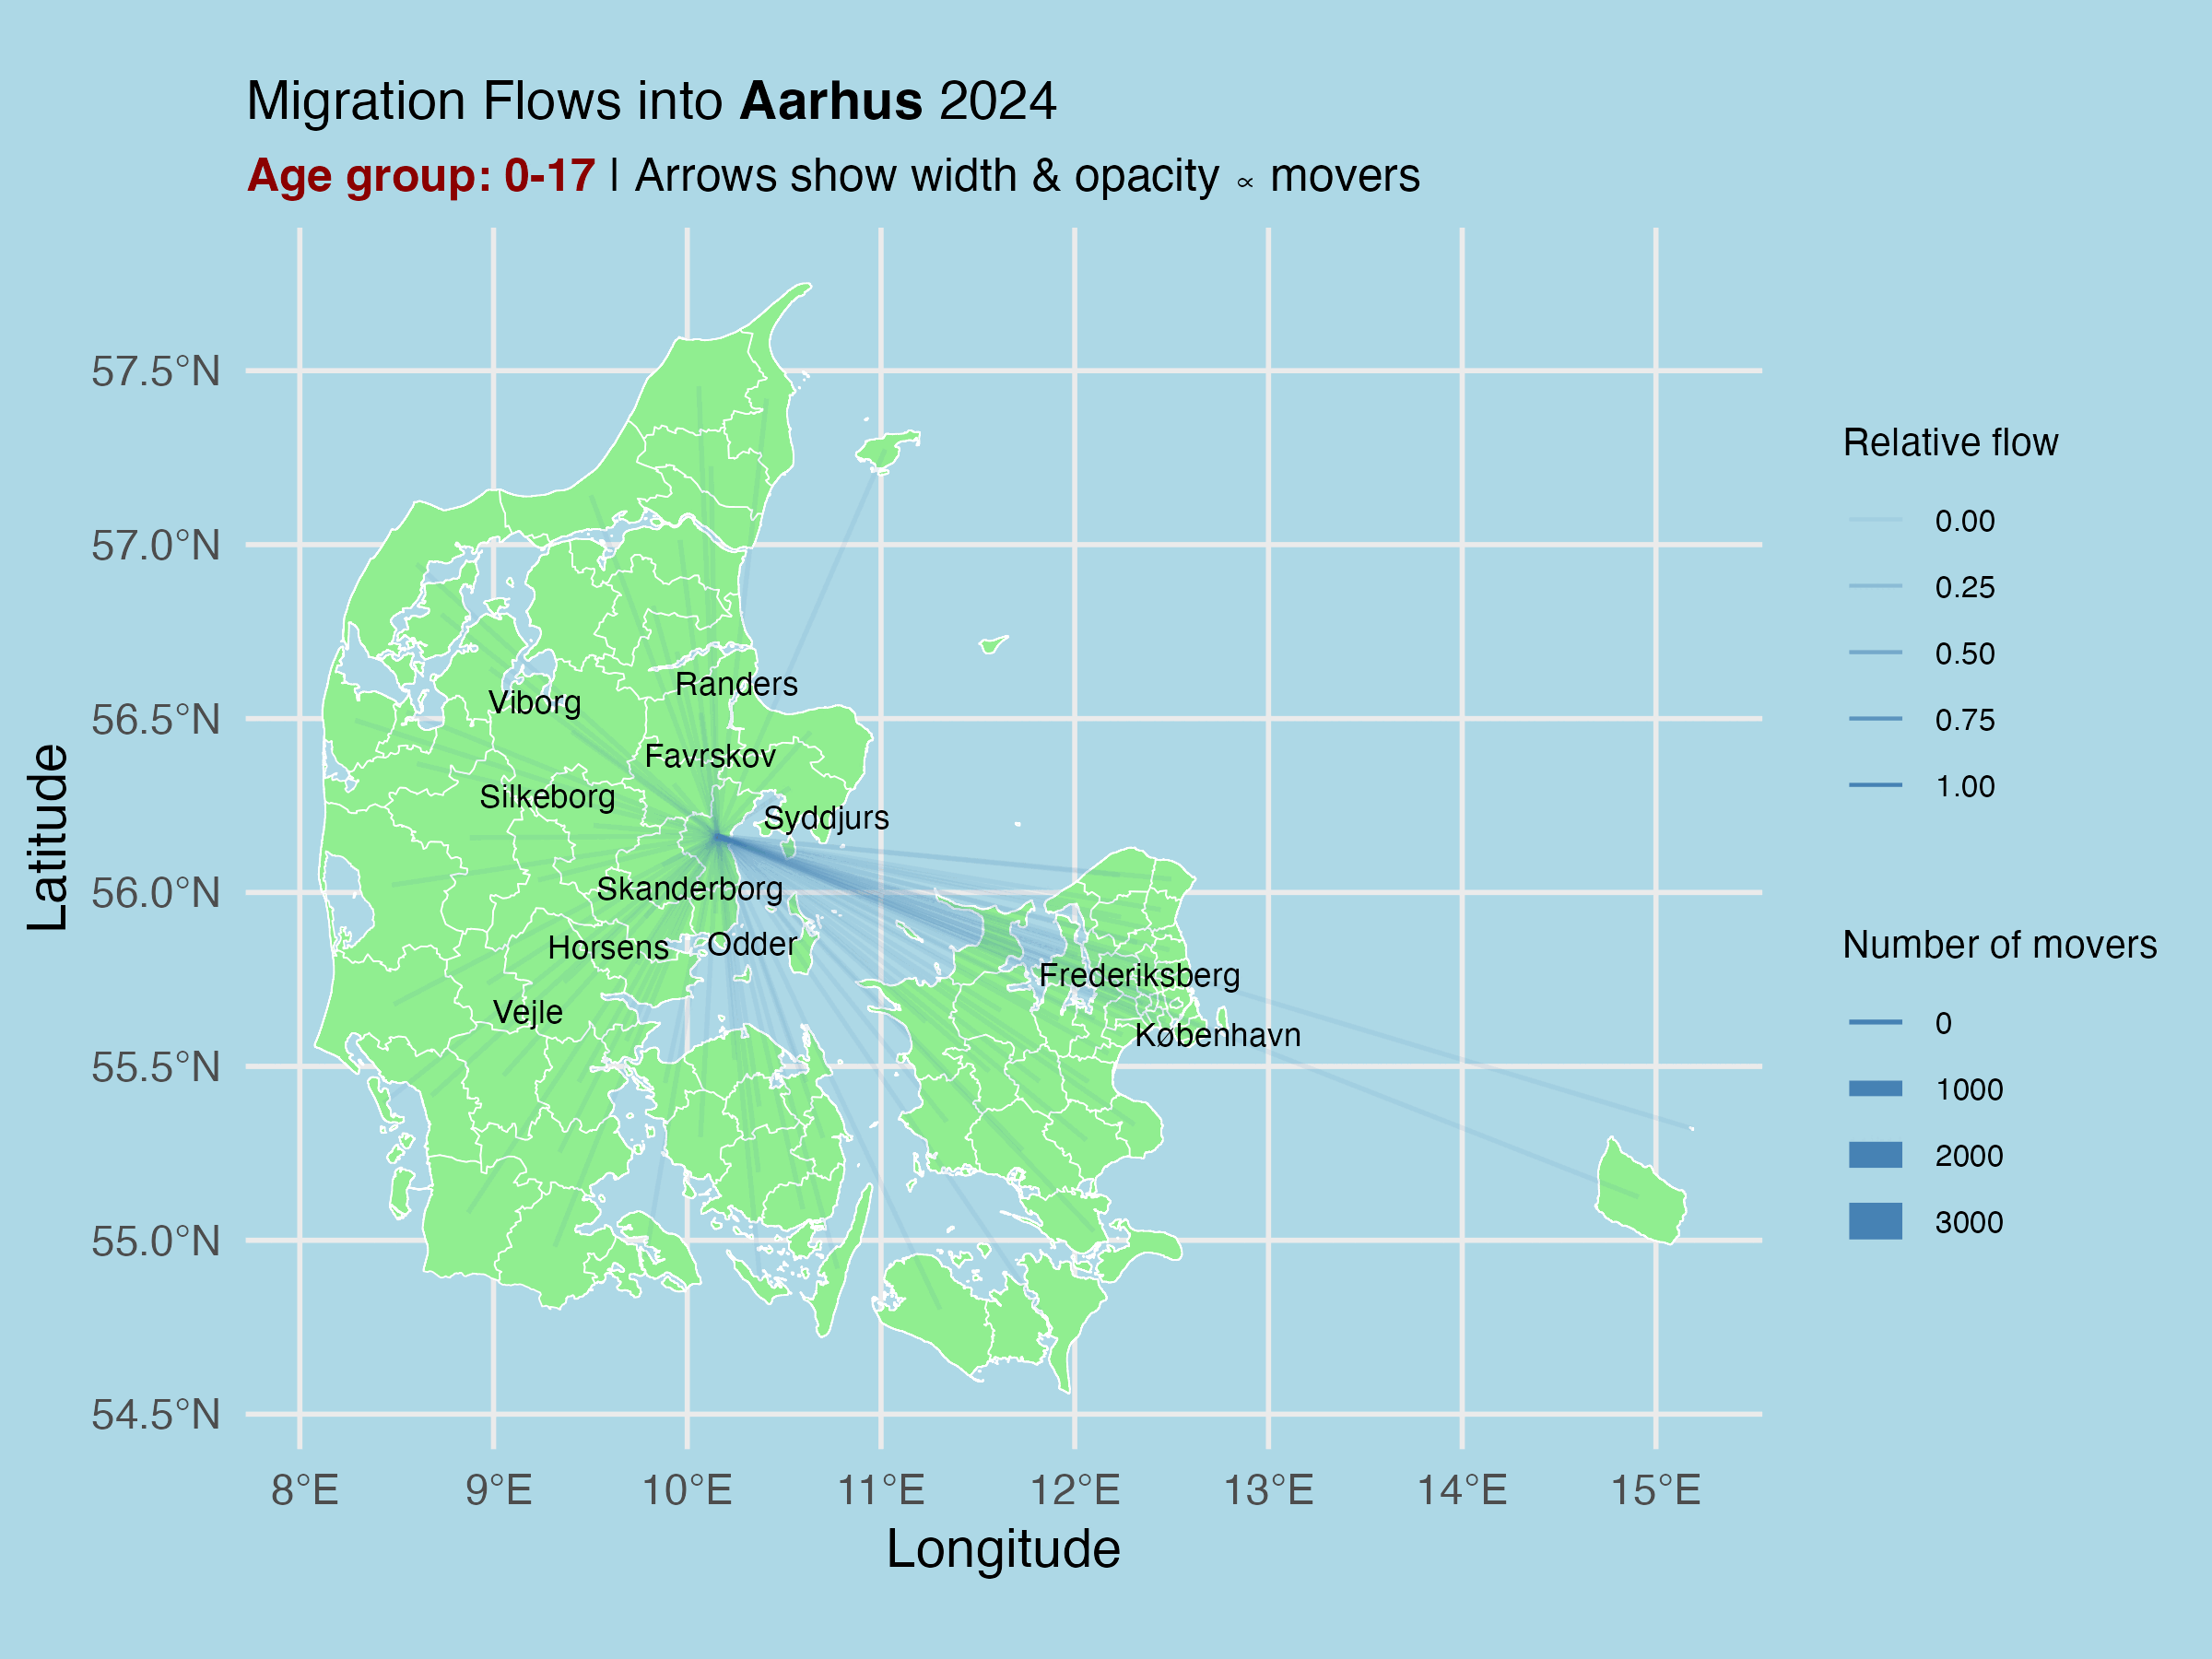 Migration Flows into Aarhus 2024
Age group: 0-17 | Arrows show width & opacity ∝ movers
57.5°N
57.0°N
56.5°N
56.0°N
55.5°N
55.0°N
54.5°N
Latitude
Randers
Viborg
Favrskov
Silkeborg
Syddjurs
Skanderborg
Odder
Horsens
Frederiksberg
Vejle
København
8°E
9°E
10°E
11°E
12°E
13°E
14°E
15°E
Longitude
Relative flow
0.00
0.25
0.50
0.75
1.00
Number of movers
0
1000
2000
3000